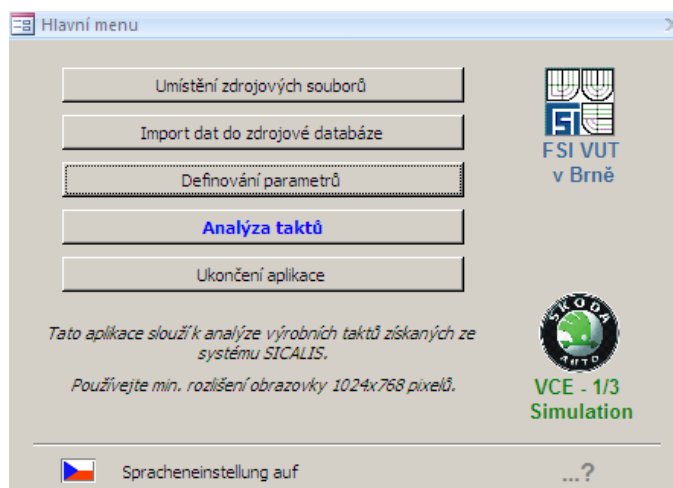 Hlavní menu
Umístění zdrojových souborů
Import dat do zdrojové databáze
Definování parametrů
Analýza taktů
Ukončení aplikace
FSI VUT
v Brně
Tato aplikace slouží k analýze výrobních taktů získaných ze
systému SICALIS.
Používejte min. rozlišení obrazovky 1024x768 pixelů.
ŠKODA
AUTO
VCE - 1/3
Simulation
Spracheneinstellung auf
...?